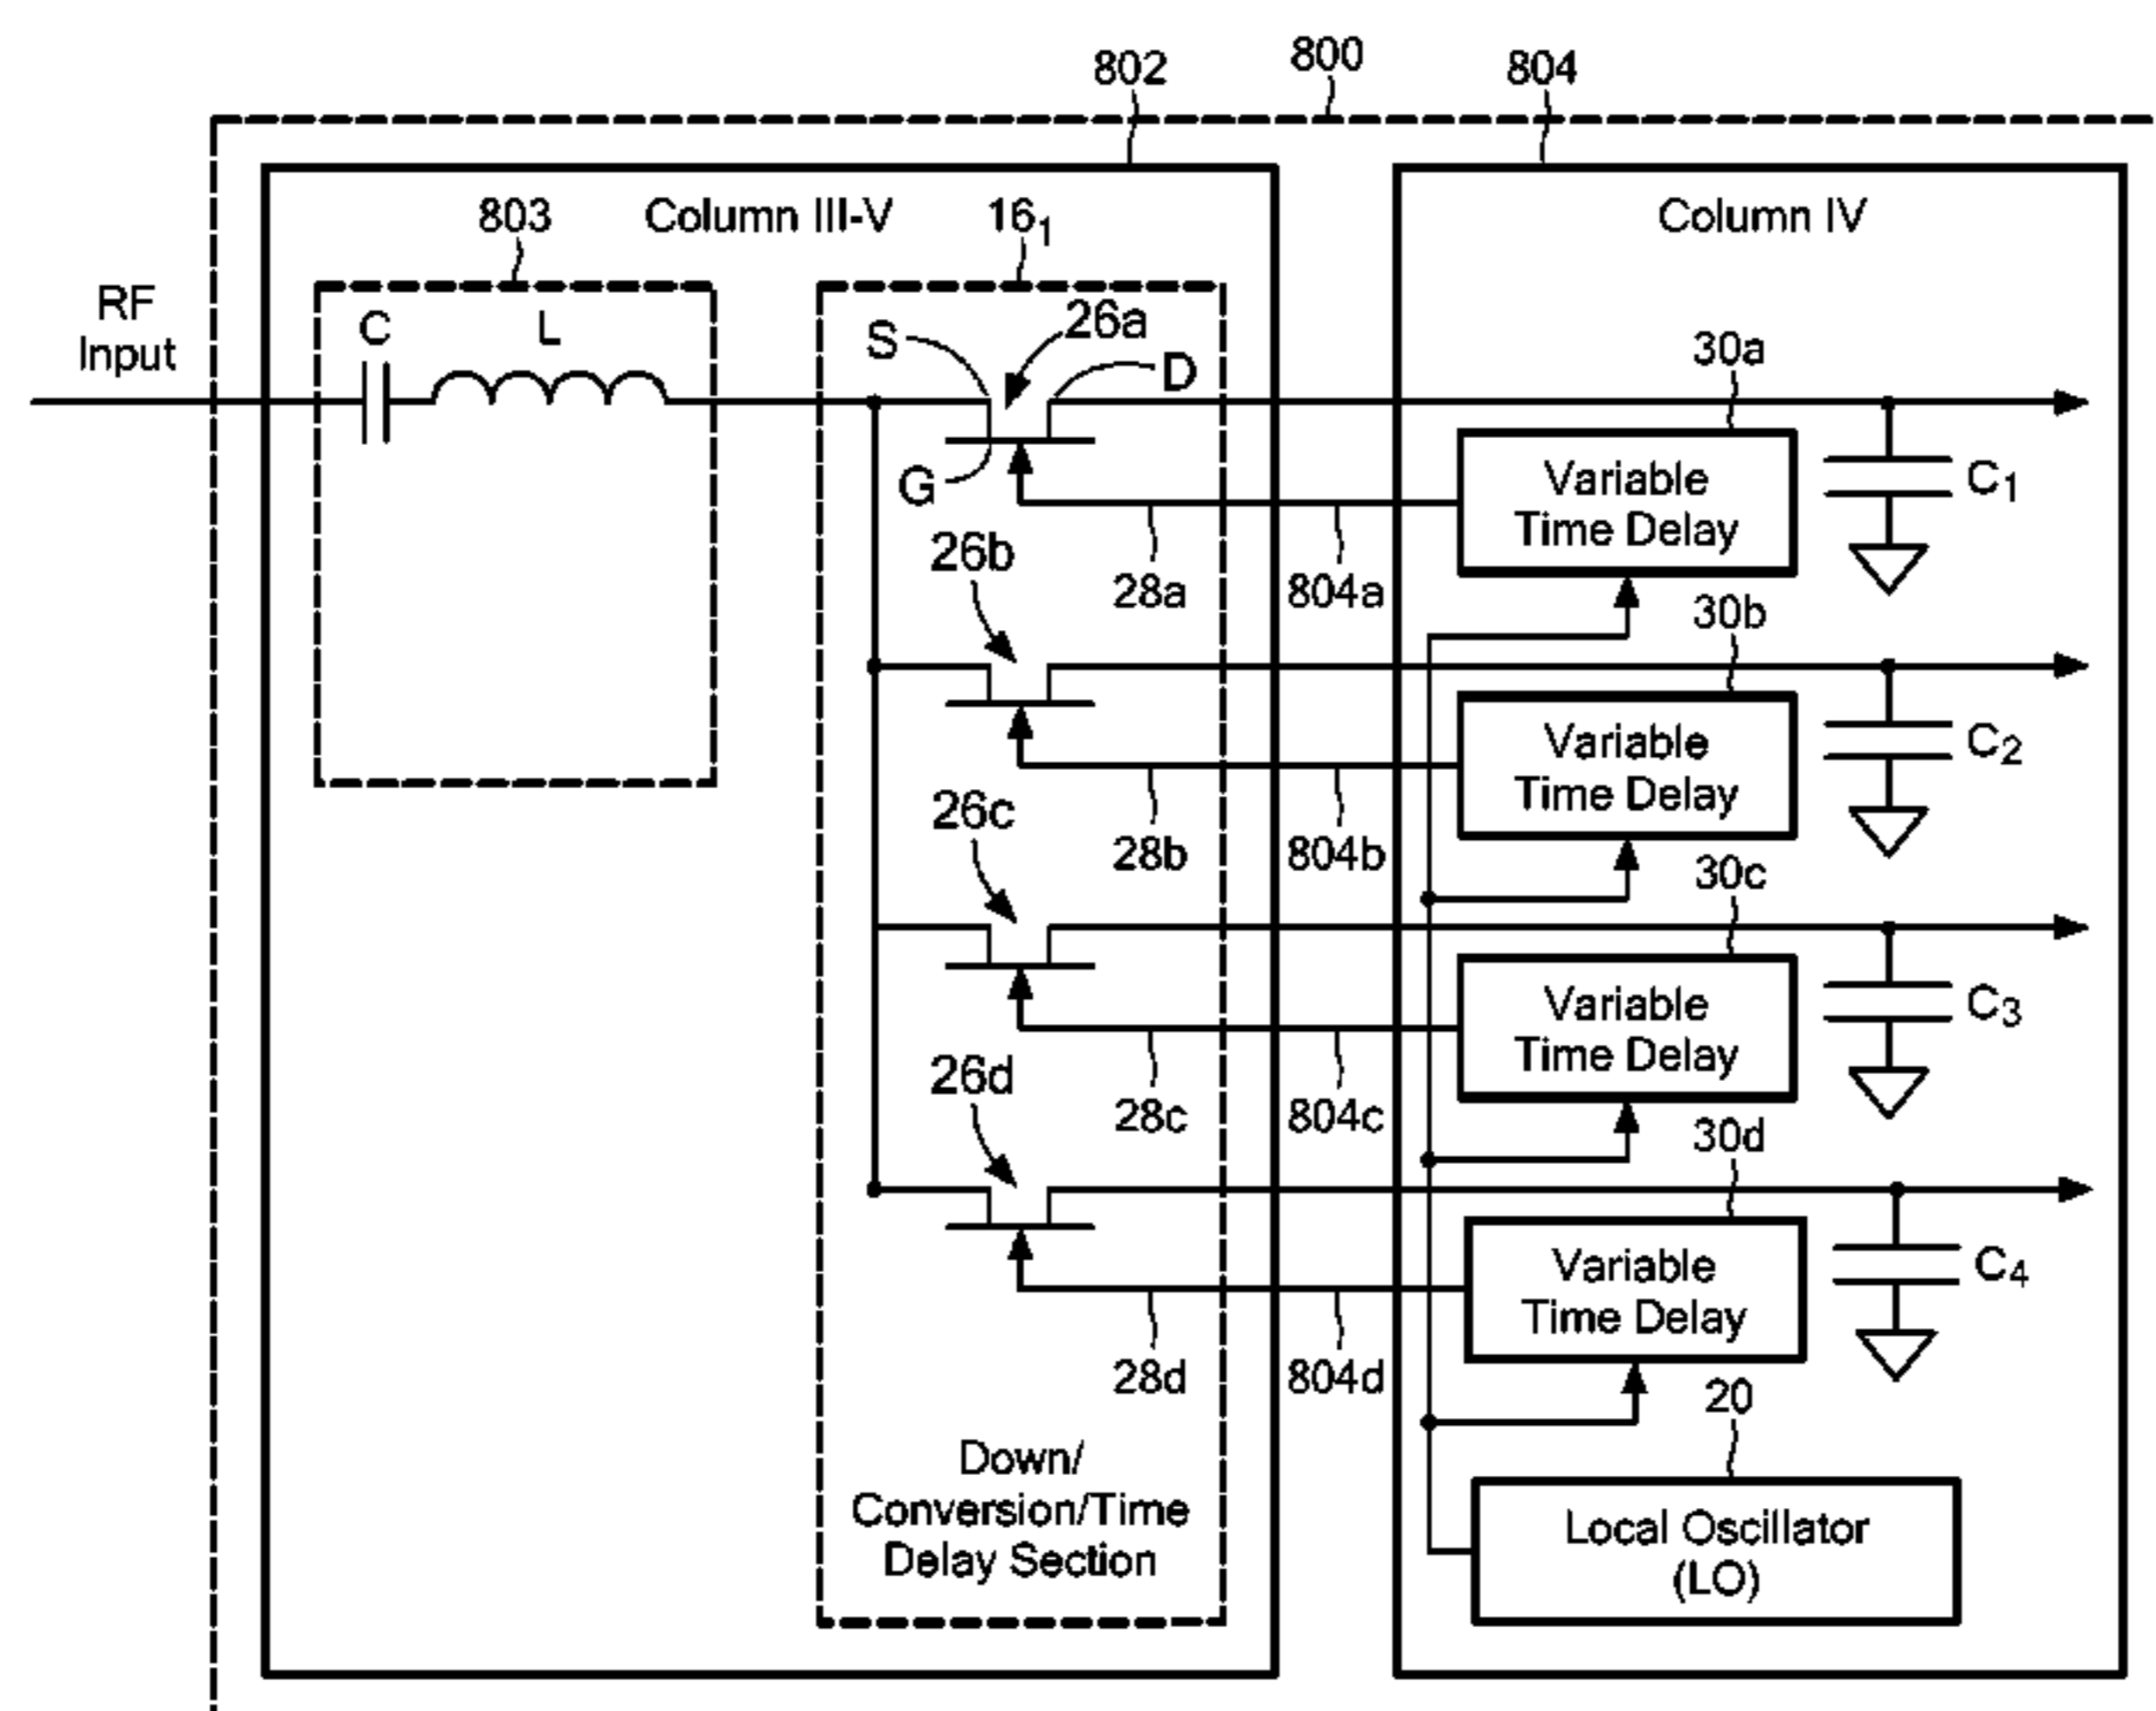 802
800
804
803
Column III-V
16₁
Column IV
RF
Input
C
L
S
26a
D
G
30a
Variable
Time Delay
C₁
28a
804a
26b
30b
Variable
Time Delay
C₂
28b
804b
26c
30c
Variable
Time Delay
C₃
28c
804c
26d
30d
Variable
Time Delay
C₄
28d
804d
20
Down/
Conversion/Time
Delay Section
Local Oscillator
(LO)